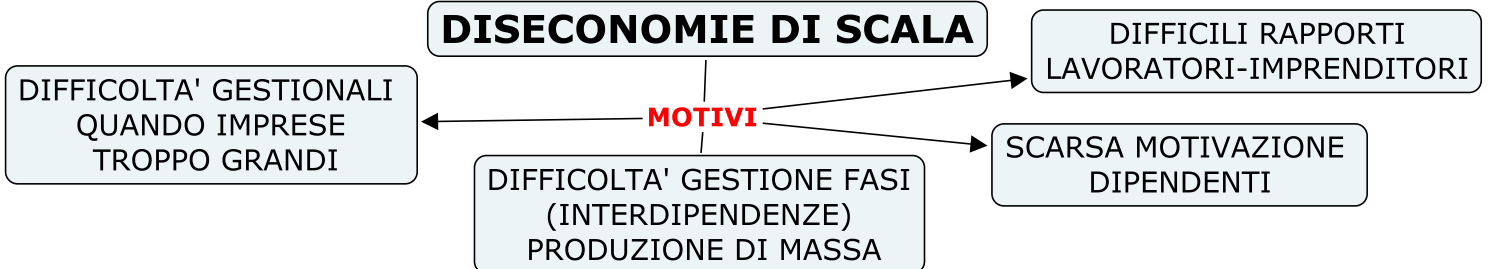 DISECONOMIE DI SCALA
DIFFICILI RAPPORTI
LAVORATORI-IMPRENDITORI
DIFFICOLTA' GESTIONALI
QUANDO IMPRESE
TROPPO GRANDI
MOTIVI
SCARSA MOTIVAZIONE
DIPENDENTI
DIFFICOLTA' GESTIONE FASI
(INTERDIPENDENZE)
PRODUZIONE DI MASSA